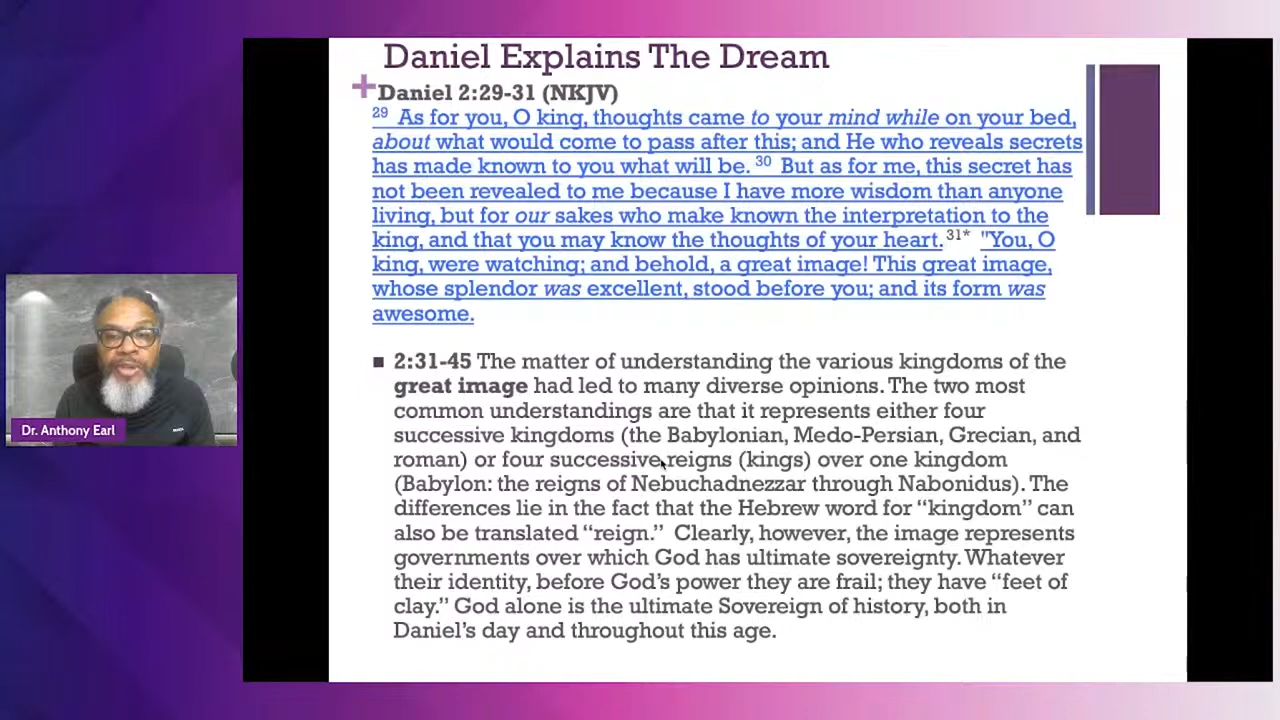 Daniel Explains The Dream
+
Daniel 2:29-31 (NKJV)
29 As for you, O king, thoughts came to your mind while on your bed,
about what would come to pass after this; and He who reveals secrets
has made known to you what will be. 30 But as for me, this secret has
not been revealed to me because I have more wisdom than anyone
living, but for our sakes who make known the interpretation to the
king, and that you may know the thoughts of your heart. 31* "You, O
king, were watching; and behold, a great image! This great image,
whose splendor was excellent, stood before you; and its form was
awesome.
■ 2:31-45 The matter of understanding the various kingdoms of the
great image had led to many diverse opinions. The two most
common understandings are that it represents either four
successive kingdoms (the Babylonian, Medo-Persian, Grecian, and
roman) or four successive reigns (kings) over one kingdom
(Babylon: the reigns of Nebuchadnezzar through Nabonidus). The
differences lie in the fact that the Hebrew word for “kingdom” can
also be translated “reign.” Clearly, however, the image represents
governments over which God has ultimate sovereignty. Whatever
their identity, before God’s power they are frail; they have “feet of
clay.” God alone is the ultimate Sovereign of history, both in
Daniel’s day and throughout this age.
Dr. Anthony Earl